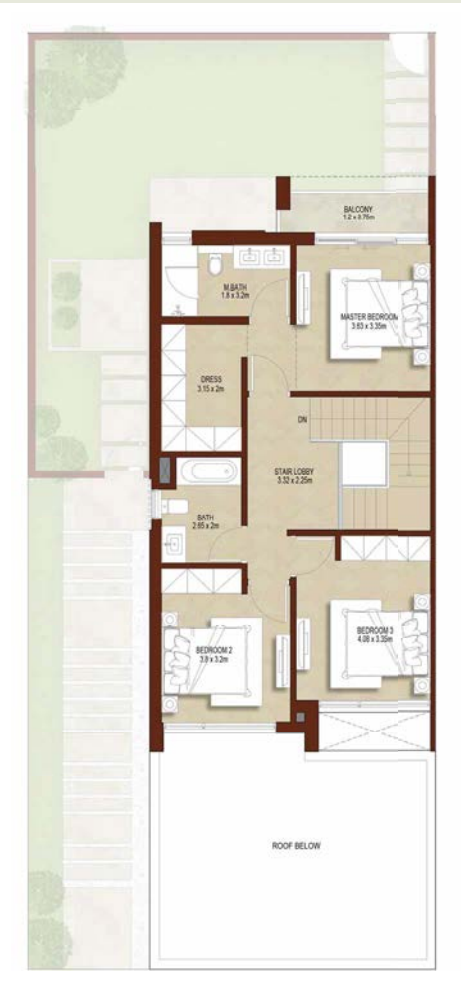 BALCONY
1.2 x 3.75m
M.BATH
1.8 x 3.2m
MASTER BEDROOM
3.63 x 3.35m
DRESS
3.15 x 2m
DN
STAIR LOBBY
3.32 x 2.25m
BATH
2.65 x 2m
BEDROOM 2
3.9 x 3.2m
BEDROOM 3
4.08 x 3.35m
ROOF BELOW